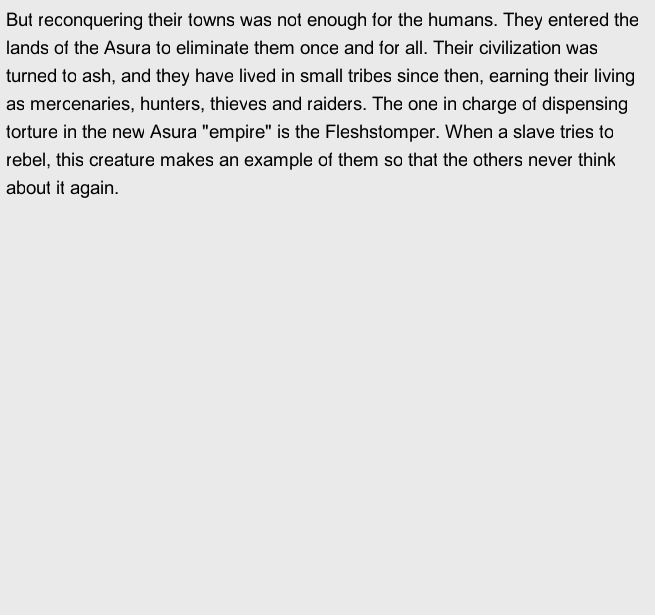 But reconquering their towns was not enough for the humans. They entered the
lands of the Asura to eliminate them once and for all. Their civilization was
turned to ash, and they have lived in small tribes since then, earning their living
as mercenaries, hunters, thieves and raiders. The one in charge of dispensing
torture in the new Asura "empire" is the Fleshstomper. When a slave tries to
rebel, this creature makes an example of them so that the others never think
about it again.